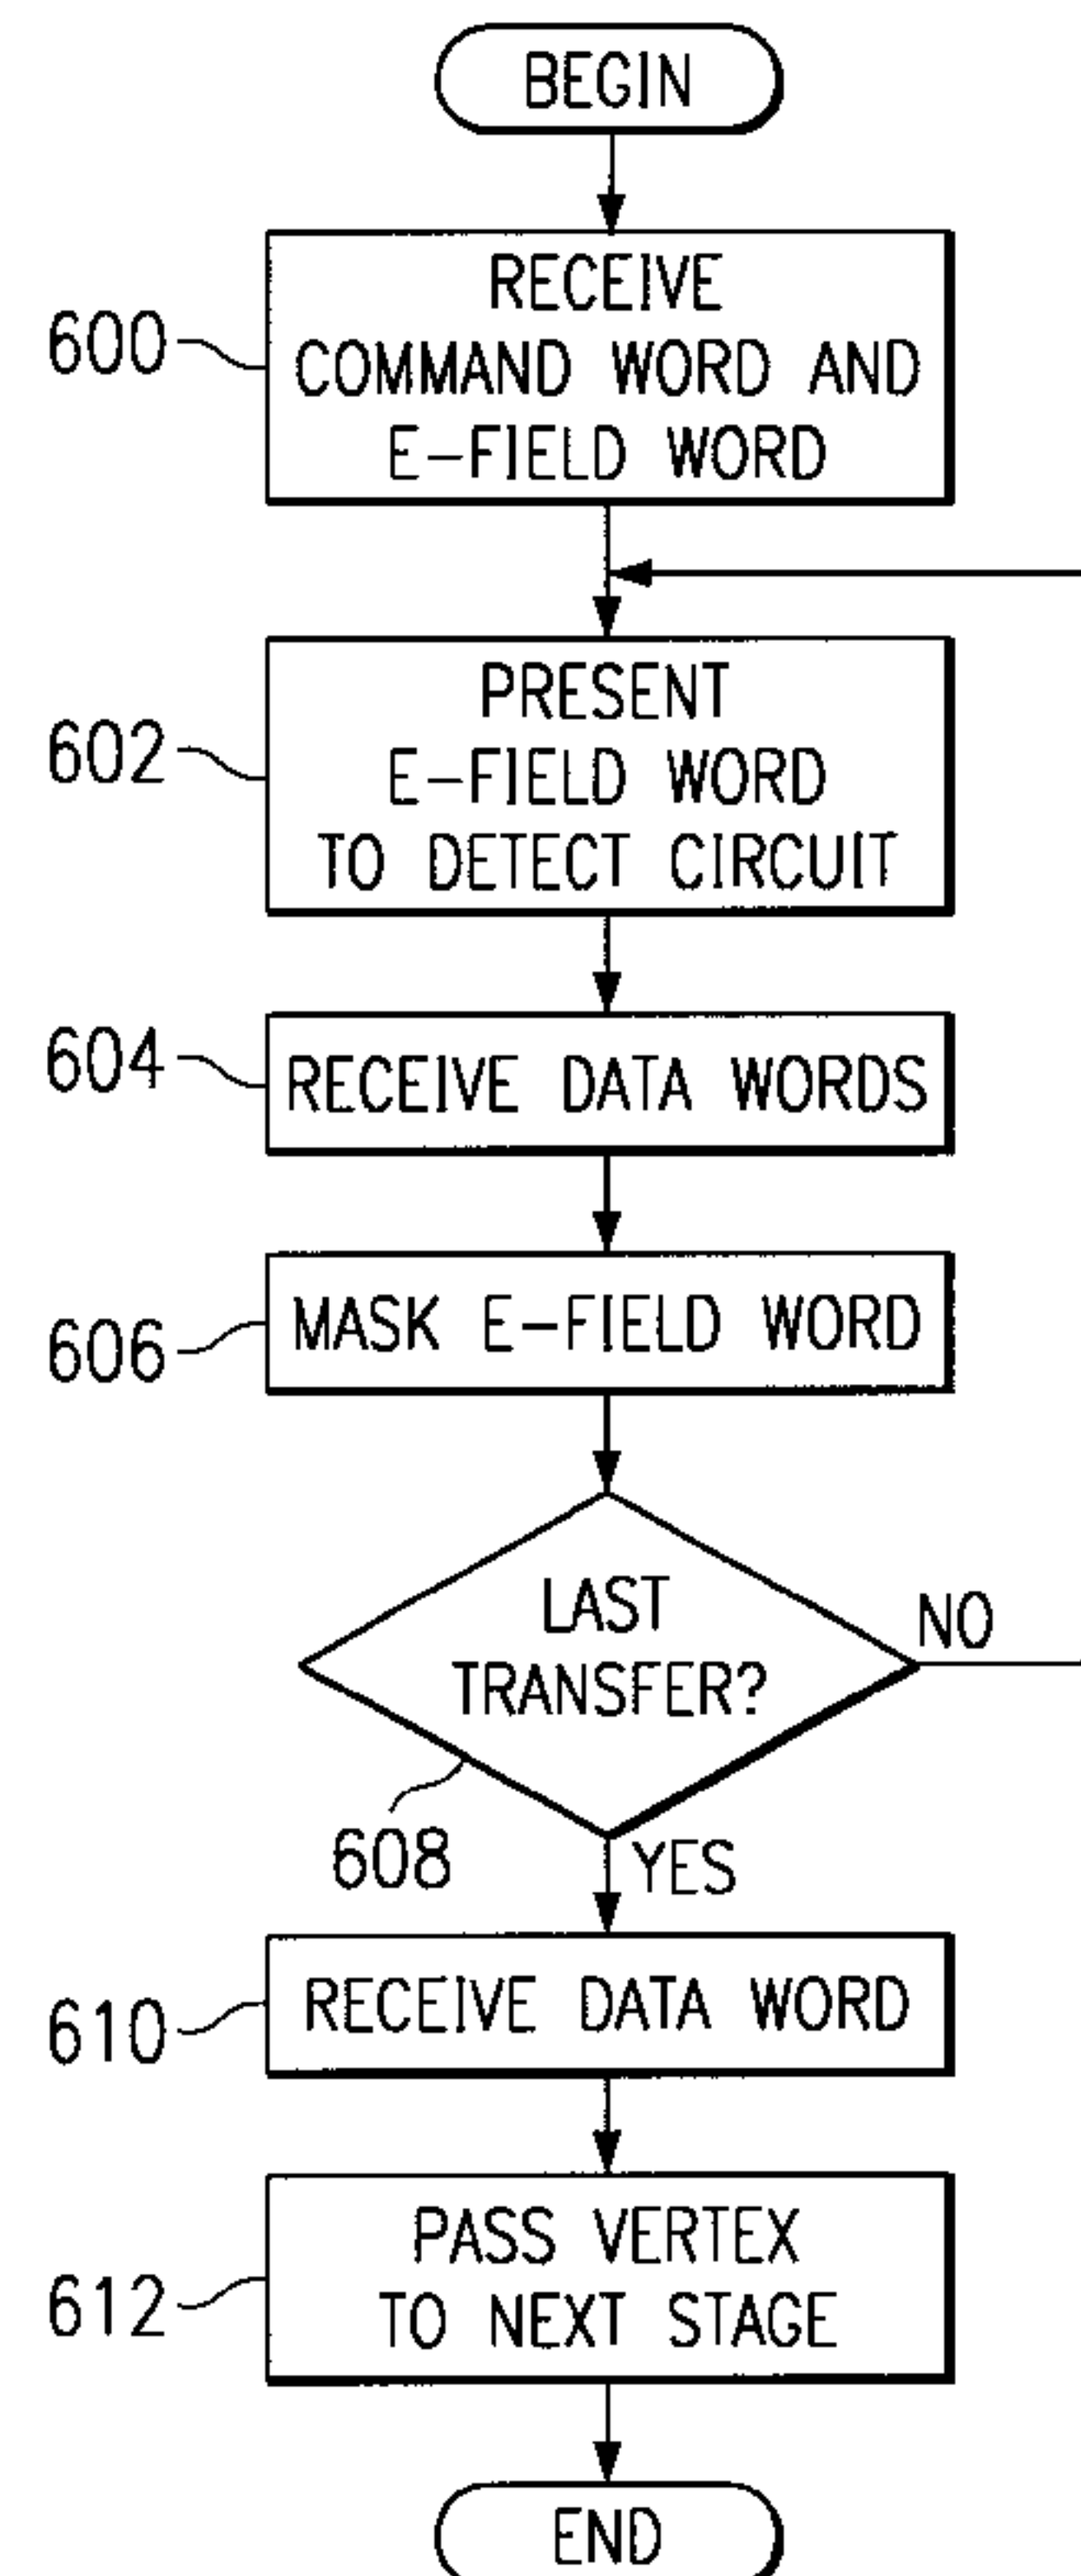 BEGIN
600
RECEIVE
COMMAND WORD AND
E-FIELD WORD
602
PRESENT
E-FIELD WORD
TO DETECT CIRCUIT
604
RECEIVE DATA WORDS
606
MASK E-FIELD WORD
LAST
TRANSFER?
NO
608
YES
610
RECEIVE DATA WORD
612
PASS VERTEX
TO NEXT STAGE
END